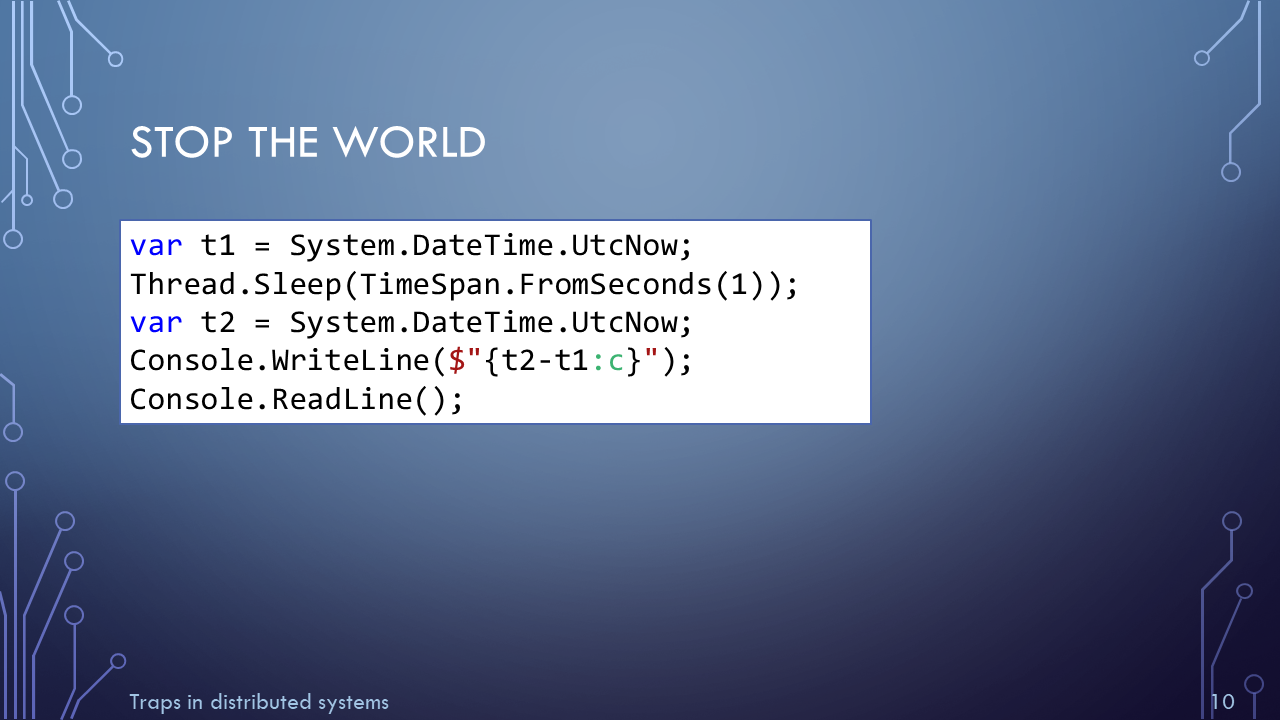 STOP THE WORLD
var t1 = System.DateTime.UtcNow;
Thread.Sleep(TimeSpan.FromSeconds(1));
var t2 = System.DateTime.UtcNow;
Console.WriteLine($"{t2-t1:c}");
Console.ReadLine();
Traps in distributed systems
10